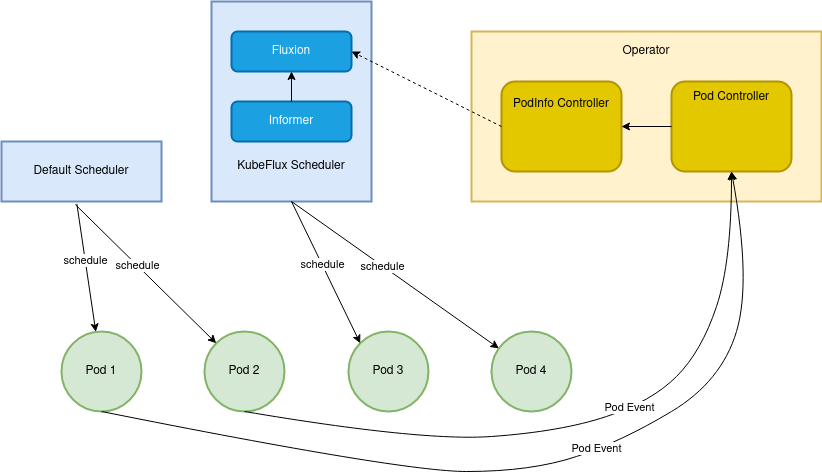 Fluxion
Informer
KubeFlux Scheduler
Operator
PodInfo Controller
Pod Controller
Default Scheduler
schedule
schedule
schedule
schedule
Pod 1
Pod 2
Pod 3
Pod 4
Pod Event
Pod Event